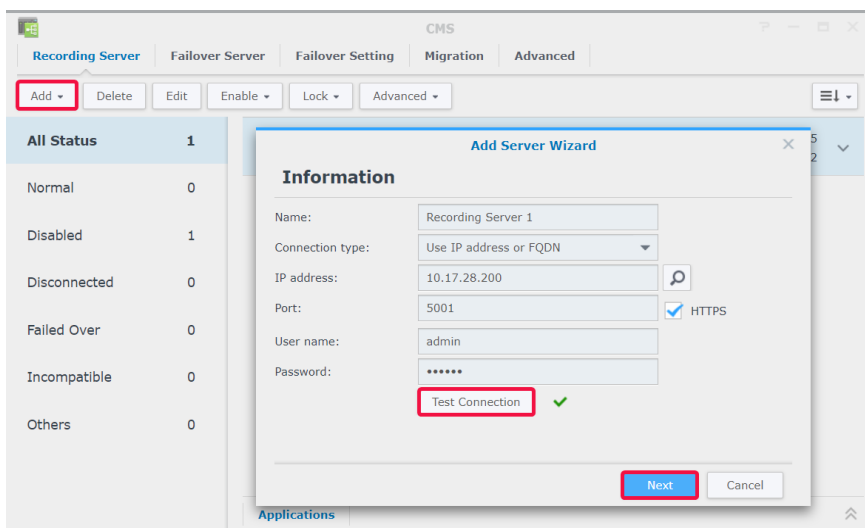 CMS
Recording Server Failover Server Failover Setting Migration Advanced
Add Delete Edit Enable Lock Advanced
All Status 1
Normal 0
Disabled 1
Disconnected 0
Failed Over 0
Incompatible 0
Others 0
5
2
Add Server Wizard
Information
Name: Recording Server 1
Connection type: Use IP address or FQDN
IP address: 10.17.28.200
Port: 5001 HTTPS
User name: admin
Password: ••••••
Test Connection
Next Cancel
Applications